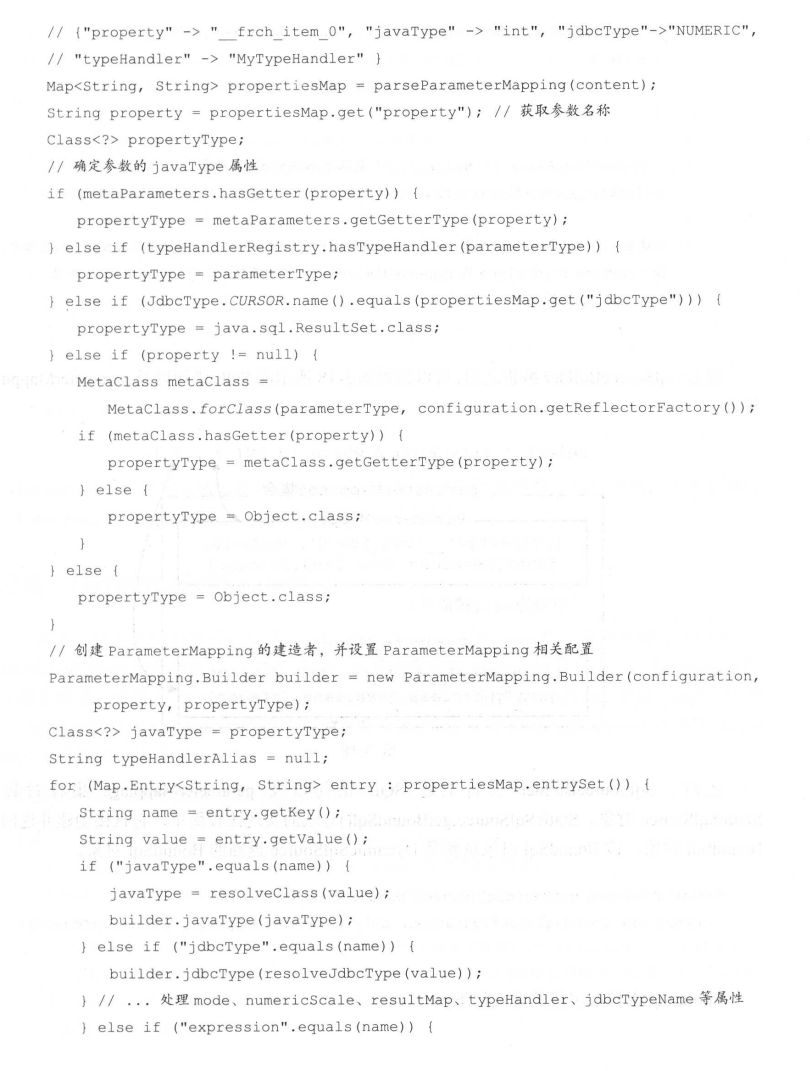 // {"property" -> "__frch_item_0", "javaType" -> "int", "jdbcType"->"NUMERIC",
// "typeHandler" -> "MyTypeHandler" }
Map<String, String> propertiesMap = parseParameterMapping(content);
String property = propertiesMap.get("property"); // 获取参数名称
Class<?> propertyType;
// 确定参数的 javaType 属性
if (metaParameters.hasGetter(property)) {
propertyType = metaParameters.getGetterType(property);
} else if (typeHandlerRegistry.hasTypeHandler(parameterType)) {
propertyType = parameterType;
} else if (JdbcType.CURSOR.name().equals(propertiesMap.get("jdbcType"))) {
propertyType = java.sql.ResultSet.class;
} else if (property != null) {
MetaClass metaClass =
MetaClass.forClass(parameterType, configuration.getReflectorFactory());
if (metaClass.hasGetter(property)) {
propertyType = metaClass.getGetterType(property);
} else {
propertyType = Object.class;
}
} else {
propertyType = Object.class;
}
// 创建 ParameterMapping 的建造者，并设置 ParameterMapping 相关配置
ParameterMapping.Builder builder = new ParameterMapping.Builder(configuration,
property, propertyType);
Class<?> javaType = propertyType;
String typeHandlerAlias = null;
for (Map.Entry<String, String> entry : propertiesMap.entrySet()) {
String name = entry.getKey();
String value = entry.getValue();
if ("javaType".equals(name)) {
javaType = resolveClass(value);
builder.javaType(javaType);
} else if ("jdbcType".equals(name)) {
builder.jdbcType(resolveJdbcType(value));
} // ... 处理 mode、numericScale、resultMap、typeHandler、jdbcTypeName 等属性
} else if ("expression".equals(name)) {